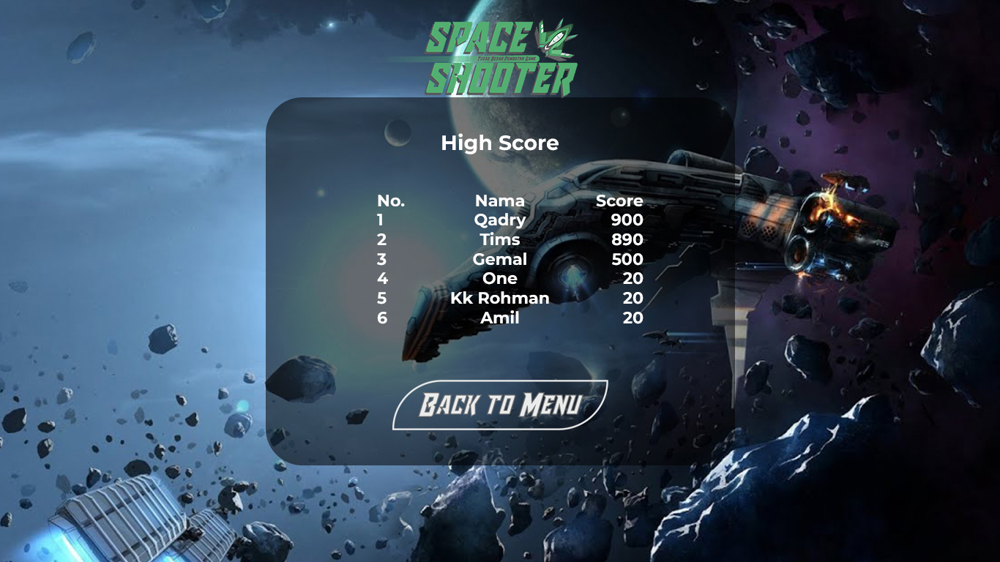 SPACE
TUGAS BESAR PEMBUATAN GAME
SHOOTER
High Score
No. Nama Score
1 Qadry 900
2 Tims 890
3 Gemal 500
4 One 20
5 Kk Rohman 20
6 Amil 20
BACK TO MENU